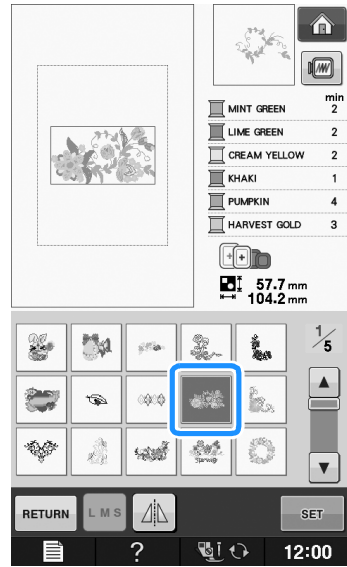 min
MINT GREEN 2
LIME GREEN 2
CREAM YELLOW 2
KHAKI 1
PUMPKIN 4
HARVEST GOLD 3
57.7 mm
104.2 mm
1/5
RETURN L M S SET
? 12:00